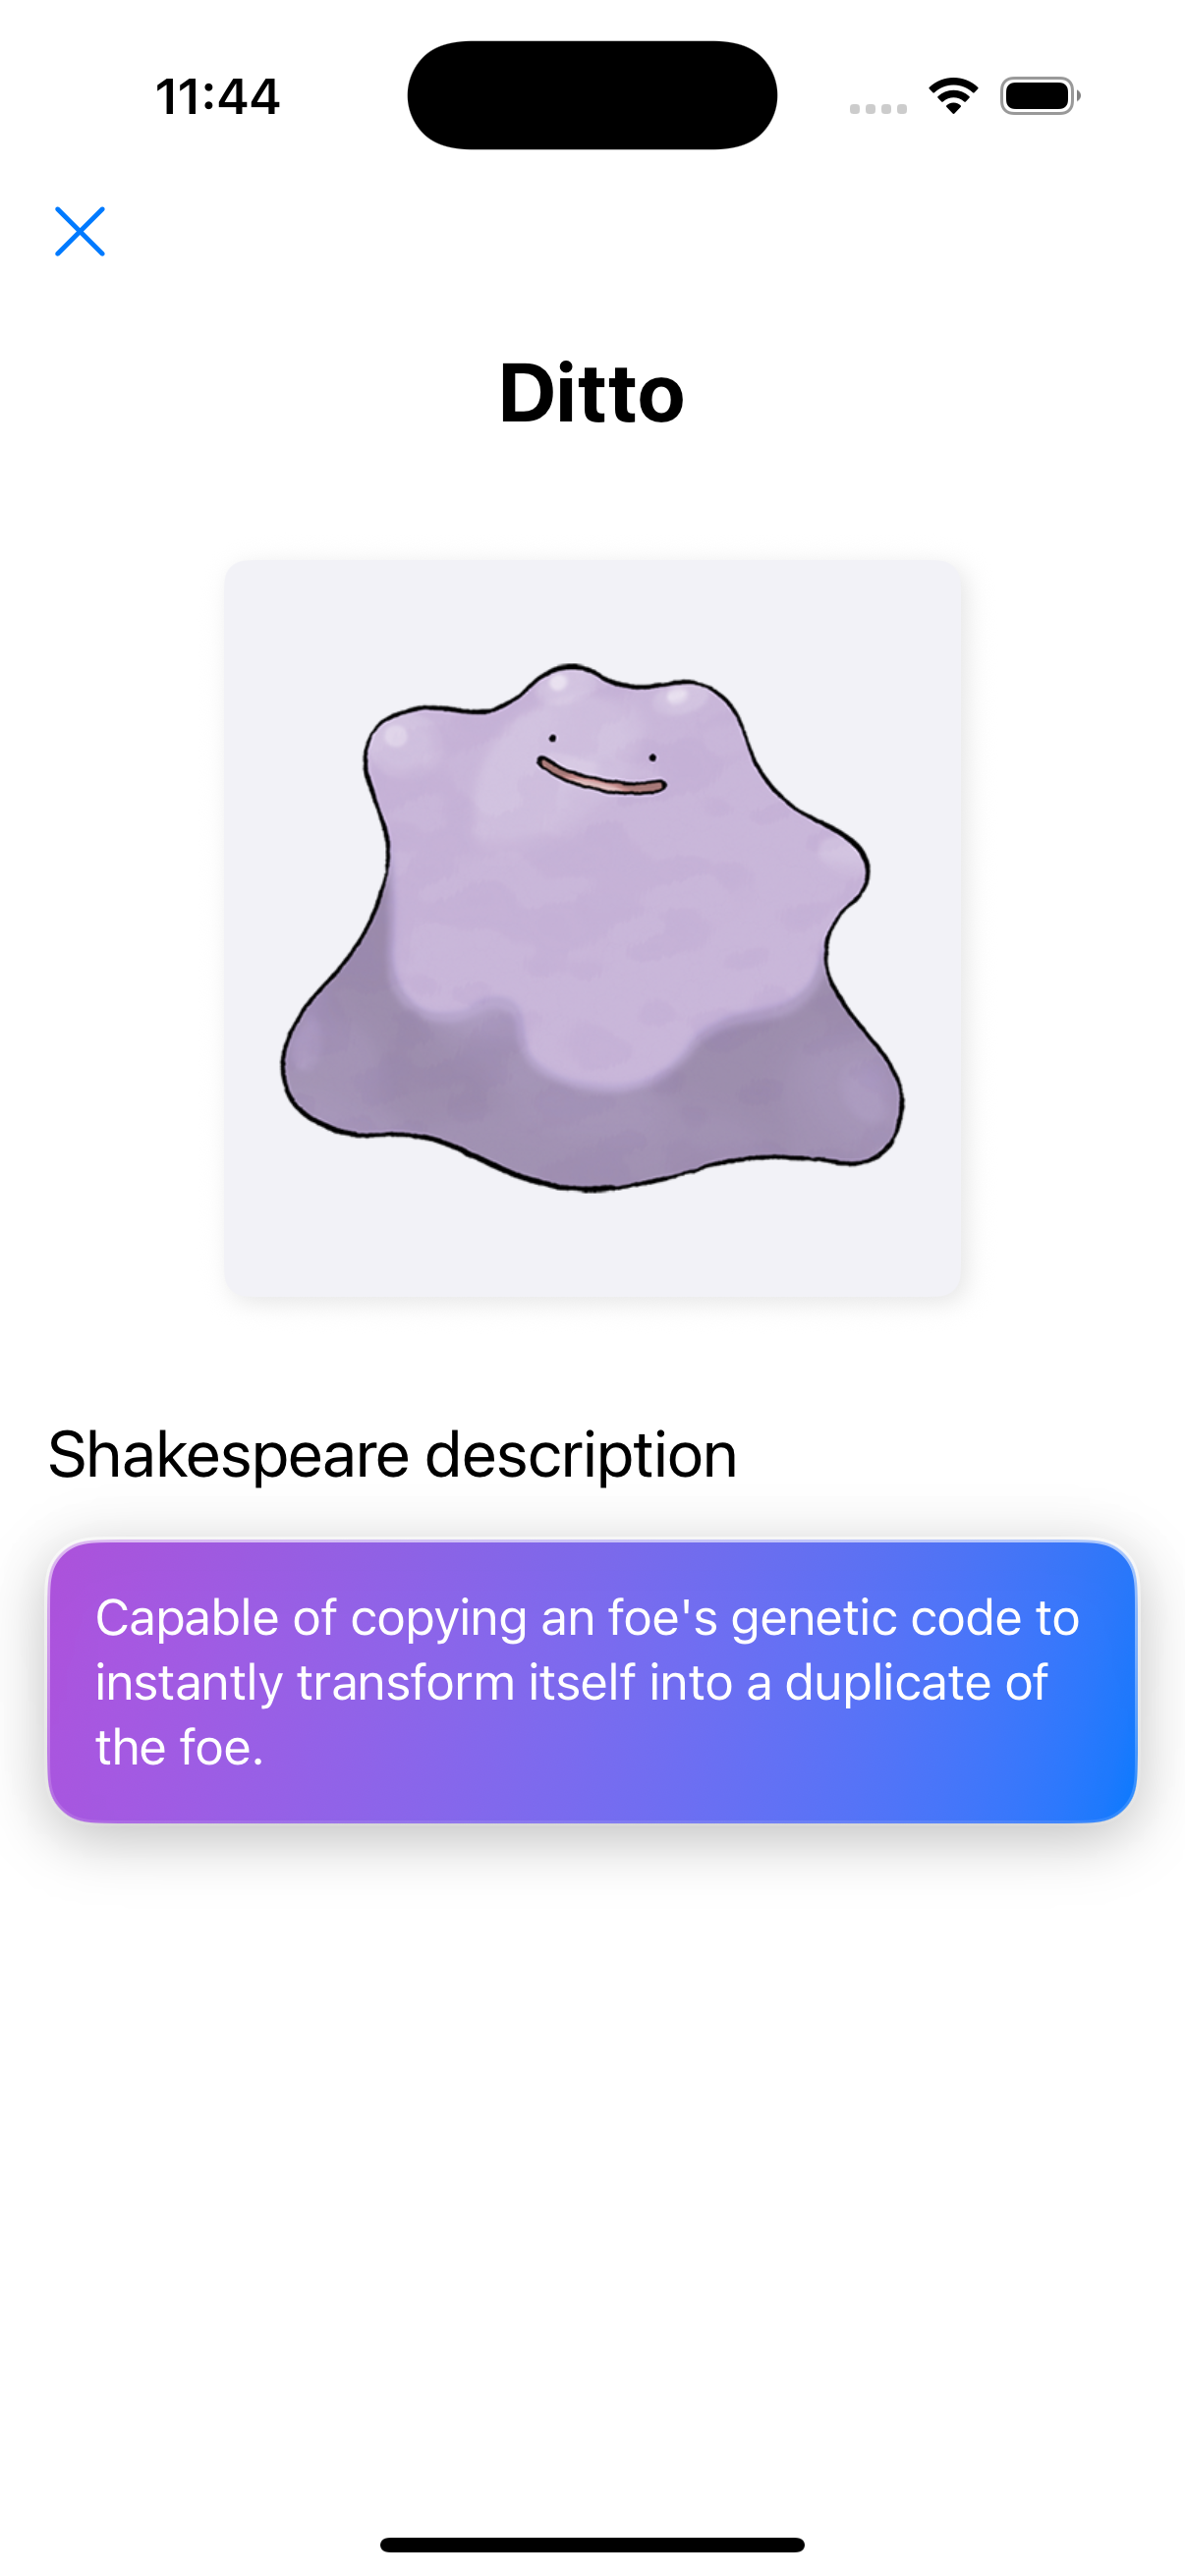 11:44
Ditto
Shakespeare description
Capable of copying an foe's genetic code to
instantly transform itself into a duplicate of
the foe.